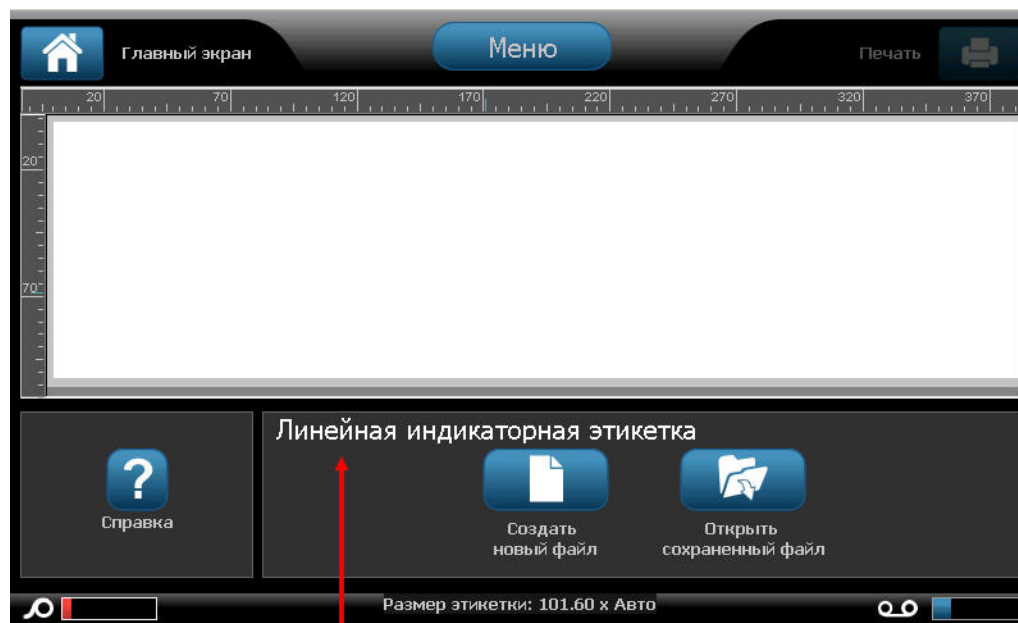 Главный экран
Меню
Печать
20 70 120 170 220 270 320 370
20
70
Линейная индикаторная этикетка
?
Справка
Создать
новый файл
Открыть
сохраненный файл
Размер этикетки: 101.60 x Авто